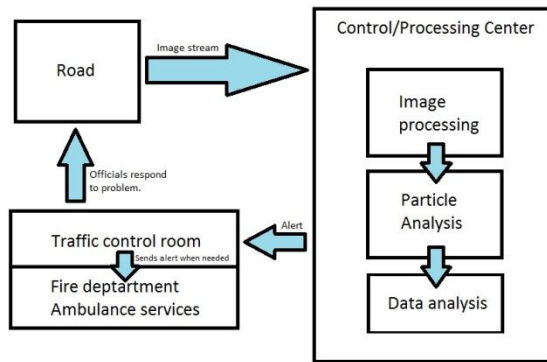 Road
Image stream
Control/Processing Center
Image
processing
Particle
Analysis
Data analysis
Alert
Traffic control room
Sends alert when needed
Fire deptartment
Ambulance services
Officials respond
to problem.